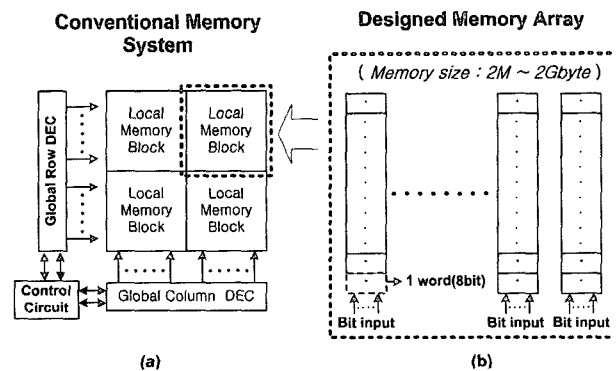 Conventional Memory
System
Designed Memory Array
( Memory size : 2M ~ 2Gbyte )
Global Row DEC
Local
Memory
Block
Local
Memory
Block
Local
Memory
Block
Local
Memory
Block
Control
Circuit
Global Column DEC
1 word(8bit)
Bit input
Bit input
Bit input
(a)
(b)